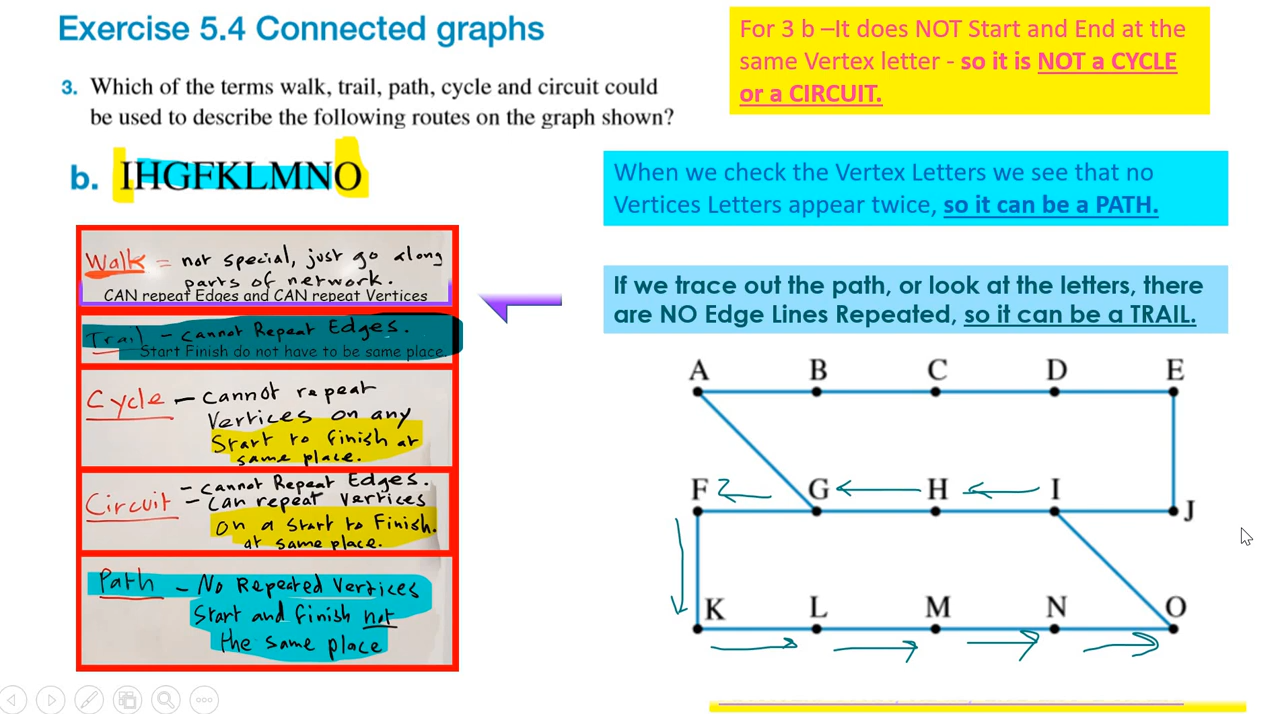 Exercise 5.4 Connected graphs
3. Which of the terms walk, trail, path, cycle and circuit could
be used to describe the following routes on the graph shown?
b. IHGFKLMNO
For 3 b –It does NOT Start and End at the
same Vertex letter - so it is NOT a CYCLE
or a CIRCUIT.
When we check the Vertex Letters we see that no
Vertices Letters appear twice, so it can be a PATH.
If we trace out the path, or look at the letters, there
are NO Edge Lines Repeated, so it can be a TRAIL.
Walk = not special, just go along
parts of network.
CAN repeat Edges and CAN repeat Vertices
Trail - Cannot Repeat Edges.
Start Finish do not have to be same place.
Cycle - cannot repeat
Vertices on any
Start to finish at
same place.
Circuit - Cannot Repeat Edges.
- Can repeat Vertices
on a Start to Finish.
at same place.
Path - No Repeated Vertices
Start and finish not
the same place
A B C D E
F G H I J
K L M N O